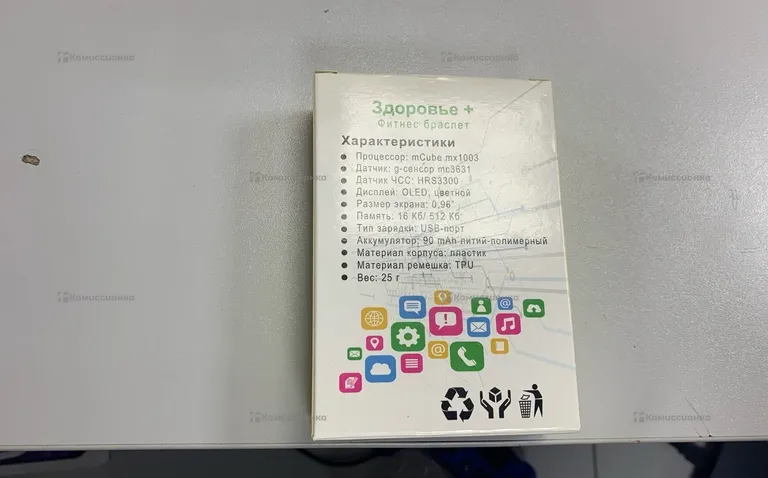 Здоровье +
Фитнес браслет
Характеристики
Процессор: mCube mx1003
Датчик: g-сенсор mc3631
Датчик ЧСС: HRS3300
Дисплей: OLED, цветной
Размер экрана: 0,96"
Память: 16 Кб/ 512 Кб
Тип зарядки: USB-порт
Аккумулятор: 90 mAh литий-полимерный
Материал корпуса: пластик
Материал ремешка: TPU
Вес: 25 г
Комиссионка
Комиссионка
Комиссионка
Комиссионка
Комиссионка
Комиссионка
Комиссионка
Комиссионка